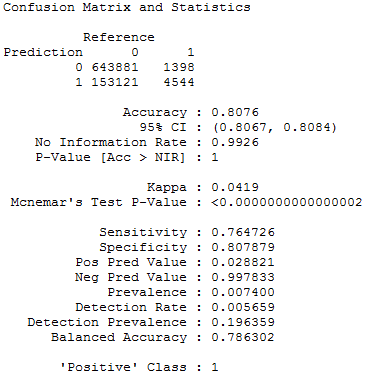 Confusion Matrix and Statistics
Reference
Prediction 0 1
0 643881 1398
1 153121 4544
Accuracy : 0.8076
95% CI : (0.8067, 0.8084)
No Information Rate : 0.9926
P-Value [Acc > NIR] : 1
Kappa : 0.0419
Mcnemar's Test P-Value : <0.0000000000000002
Sensitivity : 0.764726
Specificity : 0.807879
Pos Pred Value : 0.028821
Neg Pred Value : 0.997833
Prevalence : 0.007400
Detection Rate : 0.005659
Detection Prevalence : 0.196359
Balanced Accuracy : 0.786302
'Positive' Class : 1